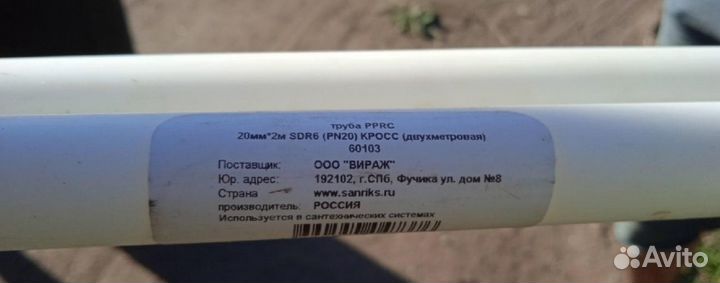 труба PPRC
20мм*2м SDR6 (PN20) КРОСС (двухметровая)
60103
Поставщик: ООО "ВИРАЖ"
Юр. адрес: 192102, г.СПб, Фучика ул. дом №8
Страна www.sanriks.ru
производитель: РОССИЯ
Используется в сантехнических системах
Avito